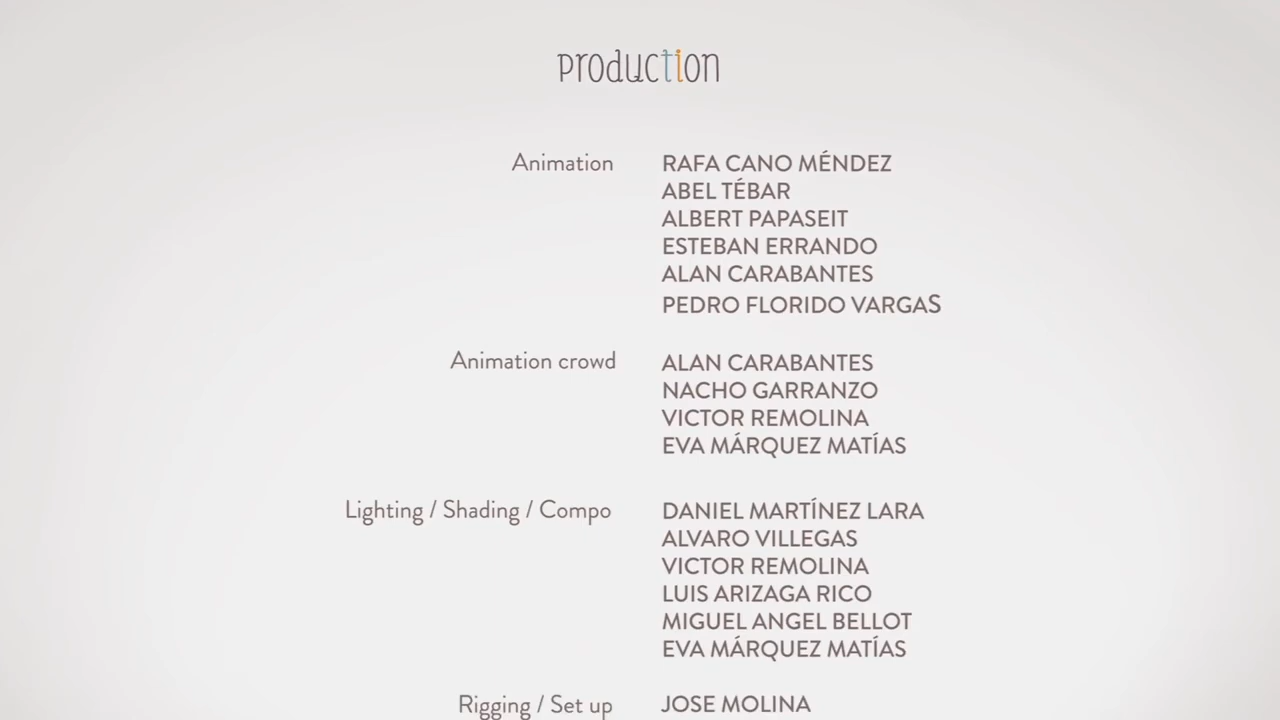 production
Animation RAFA CANO MÉNDEZ
ABEL TÉBAR
ALBERT PAPASEIT
ESTEBAN ERRANDO
ALAN CARABANTES
PEDRO FLORIDO VARGAS
Animation crowd ALAN CARABANTES
NACHO GARRANZO
VICTOR REMOLINA
EVA MÁRQUEZ MATÍAS
Lighting / Shading / Compo DANIEL MARTÍNEZ LARA
ALVARO VILLEGAS
VICTOR REMOLINA
LUIS ARIZAGA RICO
MIGUEL ANGEL BELLOT
EVA MÁRQUEZ MATÍAS
Rigging / Set up JOSE MOLINA